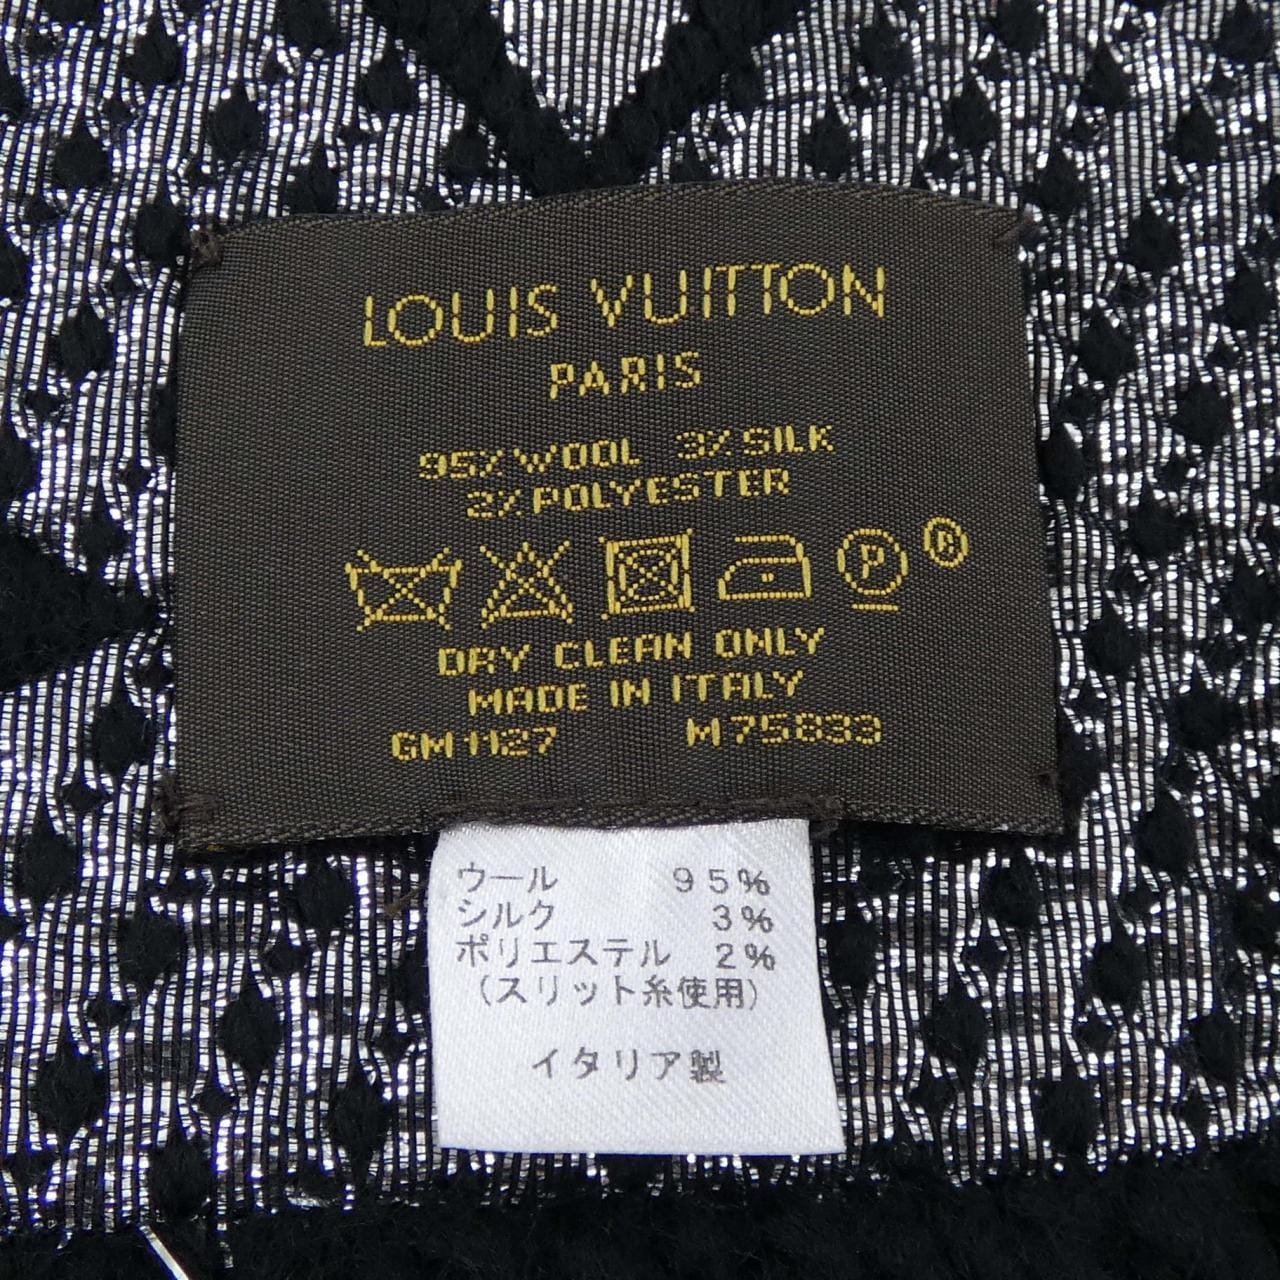 LOUIS VUITTON
PARIS
95% WOOL 3% SILK
2% POLYESTER
P ®
DRY CLEAN ONLY
MADE IN ITALY
GM1127 M75833
ウール 95%
シルク 3%
ポリエステル 2%
(スリット糸使用)
イタリア製